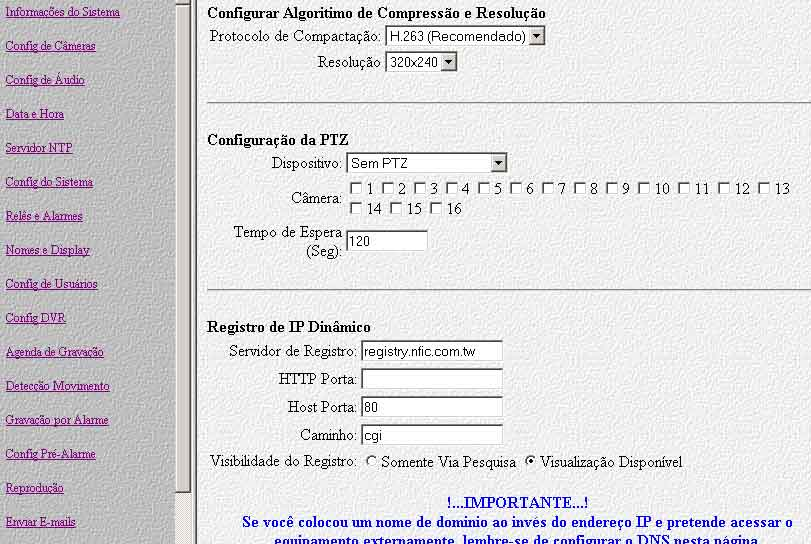 Informações do Sistema
Config de Câmeras
Config de Áudio
Data e Hora
Servidor NTP
Config do Sistema
Relês e Alarmes
Nomes e Display
Config de Usuários
Config DVR
Agenda de Gravação
Detecção Movimento
Gravação por Alarme
Config Pré-Alarme
Reprodução
Enviar E-mails
Configurar Algoritimo de Compressão e Resolução
Protocolo de Compactação: H.263 (Recomendado)
Resolução 320x240
Configuração da PTZ
Dispositivo: Sem PTZ
Câmera: 1 2 3 4 5 6 7 8 9 10 11 12 13
14 15 16
Tempo de Espera
(Seg): 120
Registro de IP Dinâmico
Servidor de Registro: registry.nfic.com.tw
HTTP Porta:
Host Porta: 80
Caminho: cgi
Visibilidade do Registro: Somente Via Pesquisa Visualização Disponível
!...IMPORTANTE...!
Se você colocou um nome de dominio ao invés do endereço IP e pretende acessar o
equipamento externamente, lembre-se de configurar o DNS nesta página